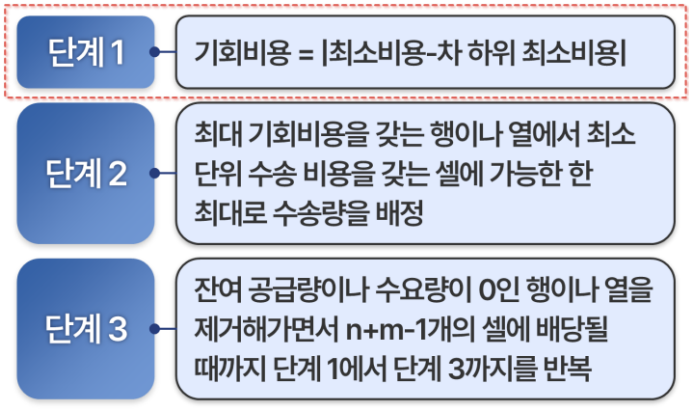 단계 1
기회비용 = |최소비용-차 하위 최소비용|
단계 2
최대 기회비용을 갖는 행이나 열에서 최소
단위 수송 비용을 갖는 셀에 가능한 한
최대로 수송량을 배정
단계 3
잔여 공급량이나 수요량이 0인 행이나 열을
제거해가면서 n+m-1개의 셀에 배당될
때까지 단계 1에서 단계 3까지를 반복